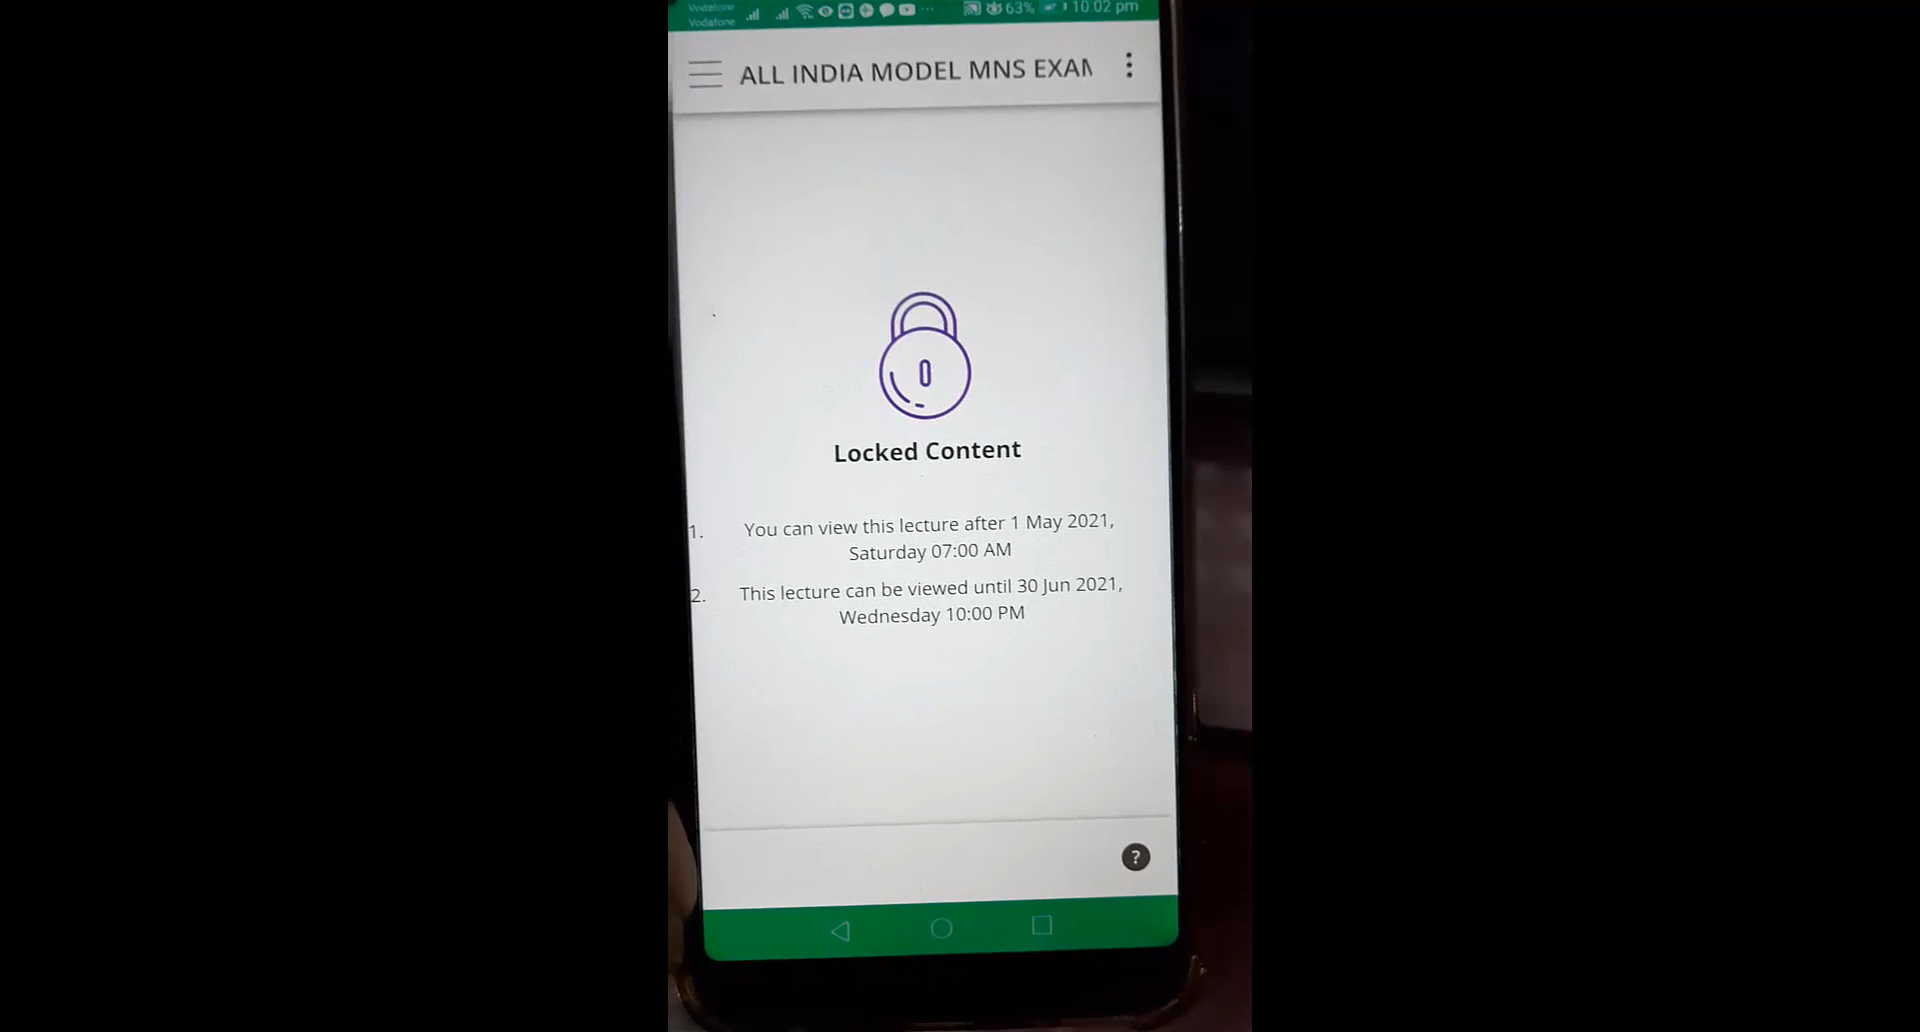 Vodafone
Vodafone
63%
10:02 pm
ALL INDIA MODEL MNS EXAM
Locked Content
1. You can view this lecture after 1 May 2021,
Saturday 07:00 AM
2. This lecture can be viewed until 30 Jun 2021,
Wednesday 10:00 PM
?